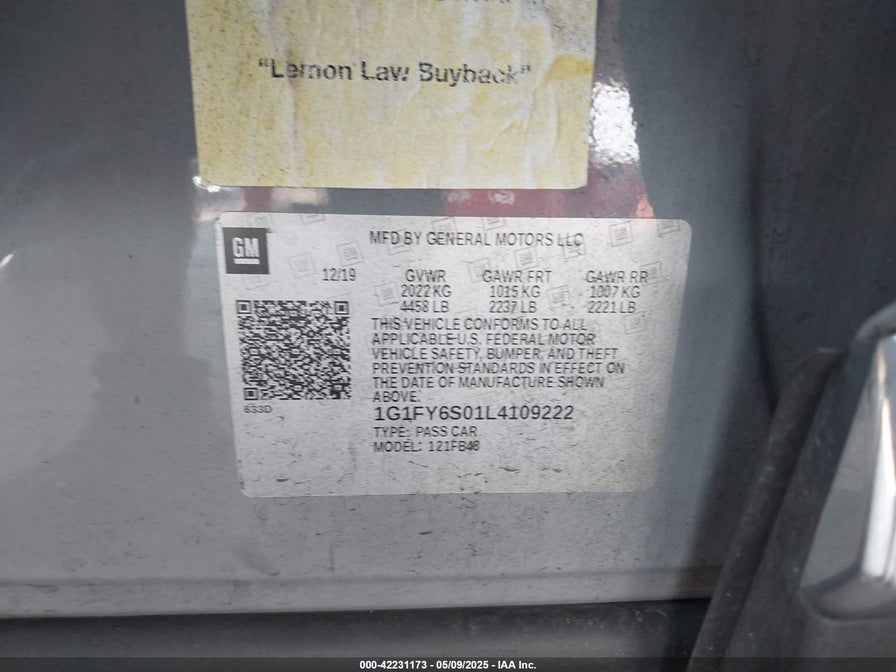 "Lemon Law Buyback"
GM
MFD BY GENERAL MOTORS LLC
12/19 GVWR GAWR FRT GAWR RR
2022 KG 1015 KG 1007 KG
4458 LB 2237 LB 2221 LB
THIS VEHICLE CONFORMS TO ALL
APPLICABLE U.S. FEDERAL MOTOR
VEHICLE SAFETY, BUMPER, AND THEFT
PREVENTION STANDARDS IN EFFECT ON
THE DATE OF MANUFACTURE SHOWN
ABOVE.
633D
1G1FY6S01L4109222
TYPE: PASS CAR
MODEL: 121FB48
000-42231173 — 05/09/2025 — IAA Inc.